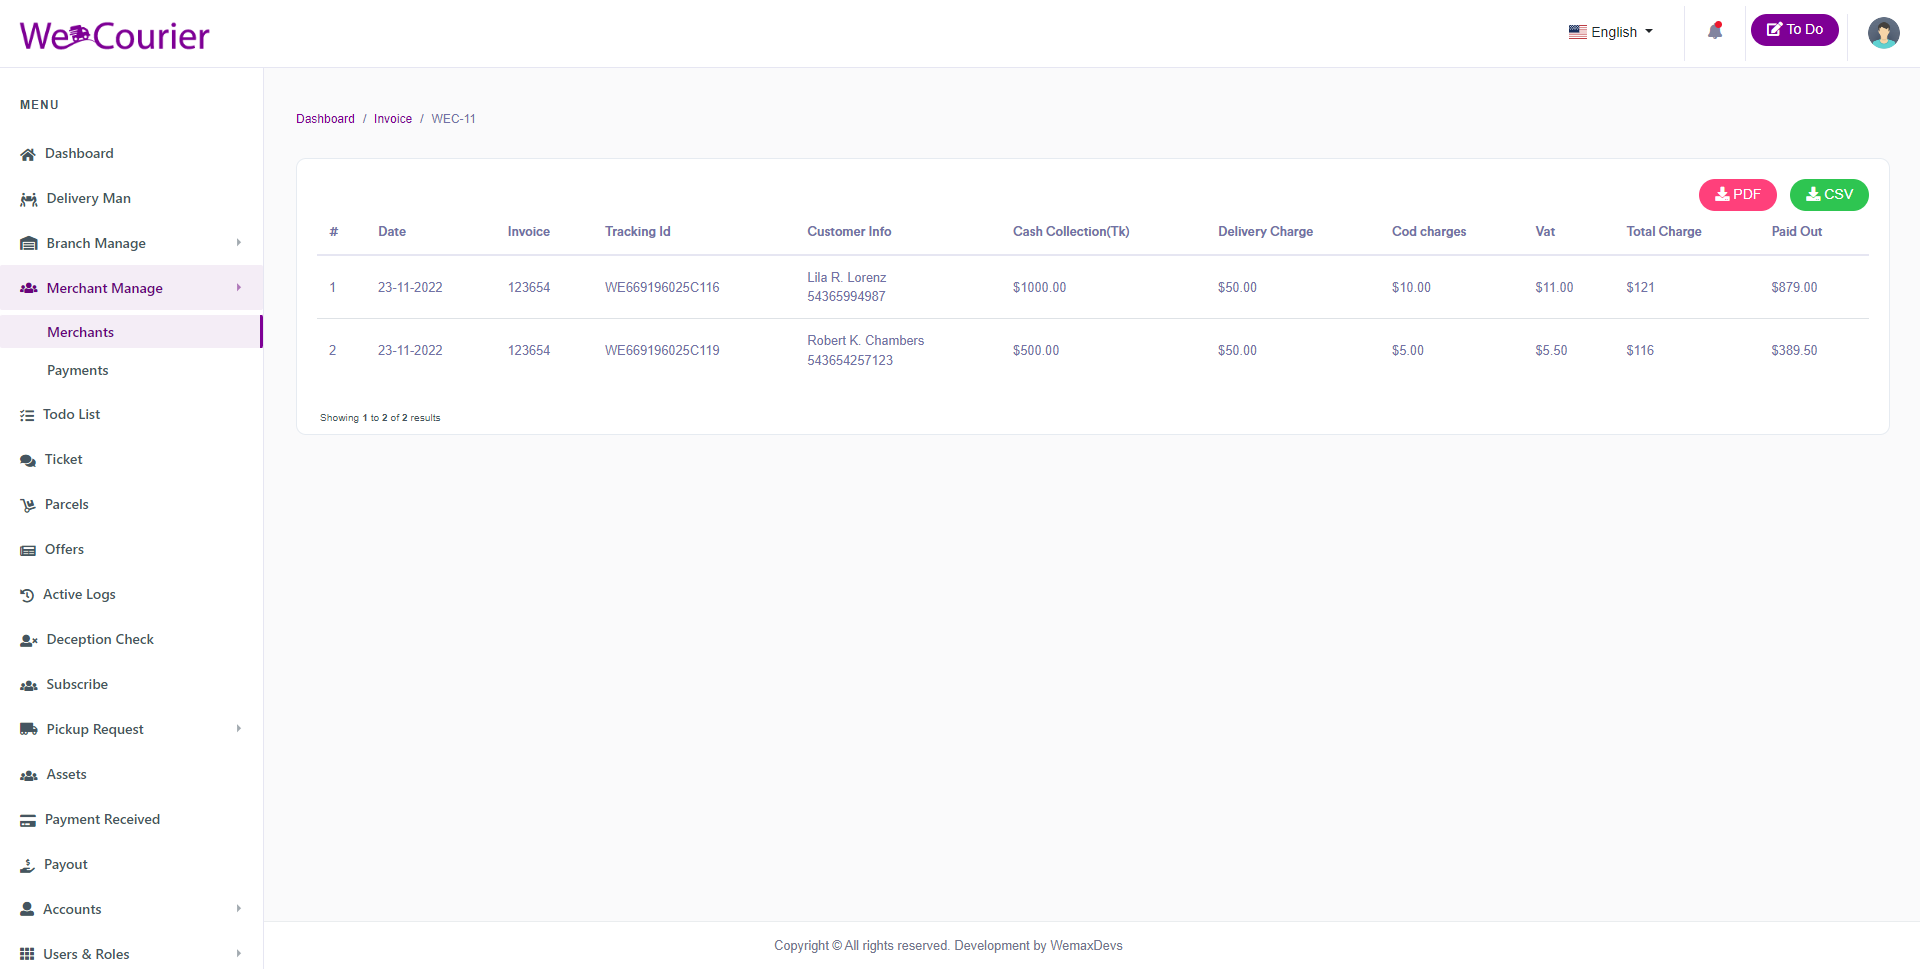 We Courier
English
To Do
MENU
Dashboard
Delivery Man
Branch Manage
Merchant Manage
Merchants
Payments
Todo List
Ticket
Parcels
Offers
Active Logs
Deception Check
Subscribe
Pickup Request
Assets
Payment Received
Payout
Accounts
Users & Roles
Dashboard / Invoice / WEC-11
PDF CSV
# Date Invoice Tracking Id Customer Info Cash Collection(Tk) Delivery Charge Cod charges Vat Total Charge Paid Out
1 23-11-2022 123654 WE669196025C116 Lila R. Lorenz $1000.00 $50.00 $10.00 $11.00 $121 $879.00
54365994987
2 23-11-2022 123654 WE669196025C119 Robert K. Chambers $500.00 $50.00 $5.00 $5.50 $116 $389.50
543654257123
Showing 1 to 2 of 2 results
Copyright © All rights reserved. Development by WemaxDevs